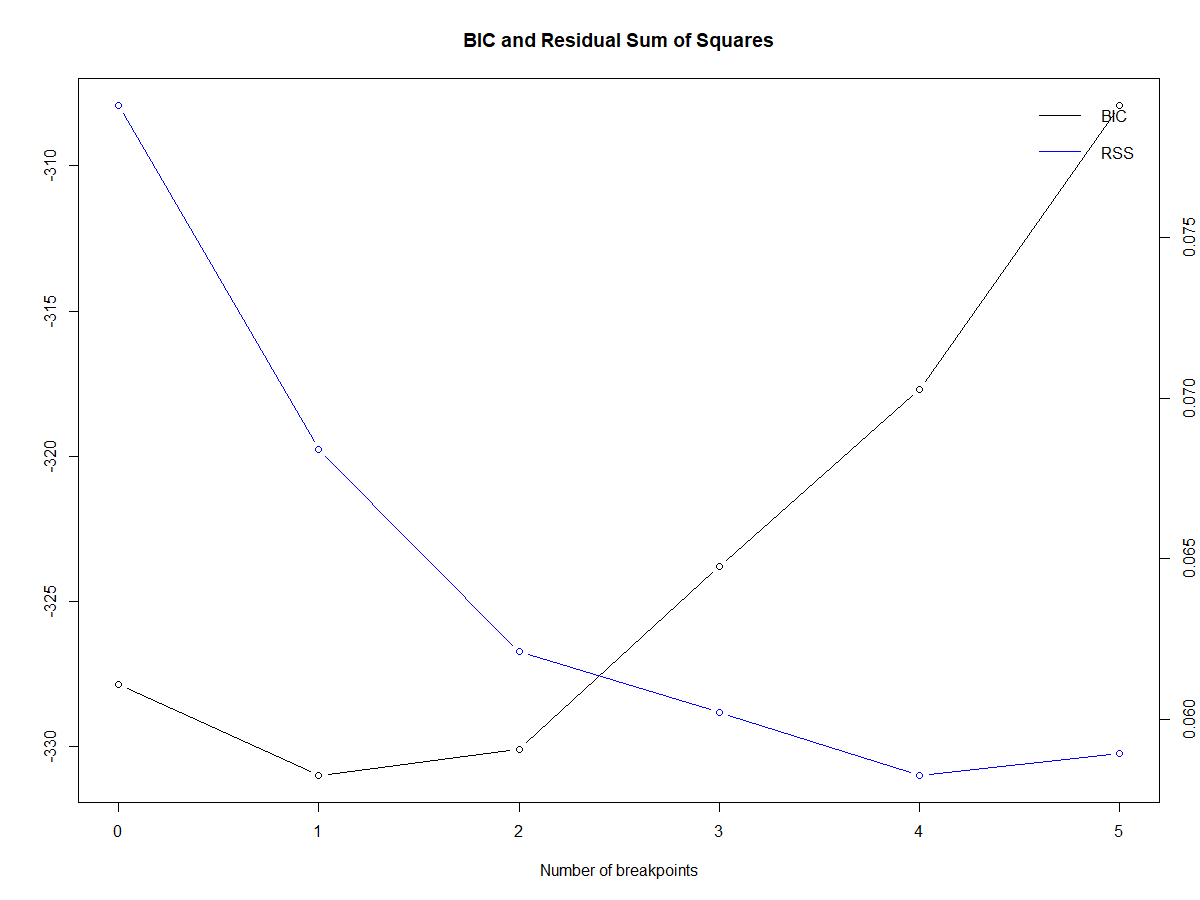 BIC and Residual Sum of Squares
BIC
RSS
-310
-315
-320
-325
-330
0.075
0.070
0.065
0.060
0 1 2 3 4 5
Number of breakpoints